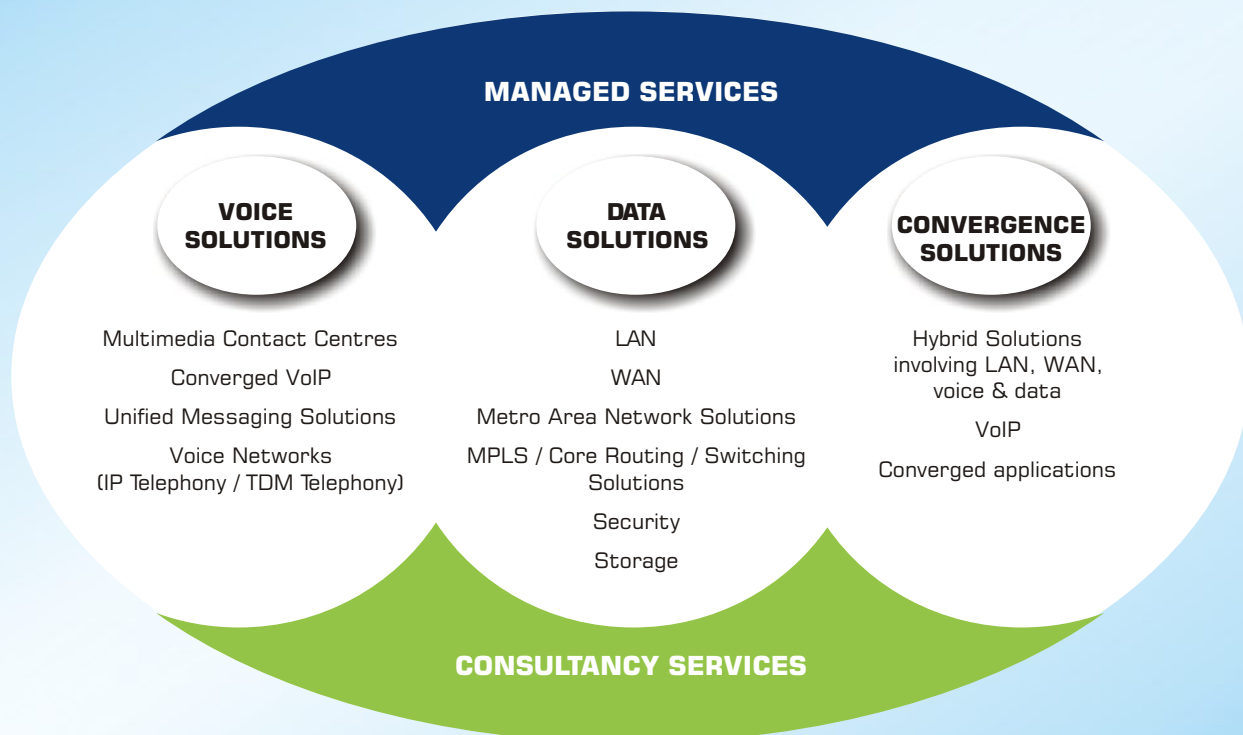 MANAGED SERVICES
VOICE
SOLUTIONS
Multimedia Contact Centres
Converged VoIP
Unified Messaging Solutions
Voice Networks
(IP Telephony / TDM Telephony)
DATA
SOLUTIONS
LAN
WAN
Metro Area Network Solutions
MPLS / Core Routing / Switching
Solutions
Security
Storage
CONVERGENCE
SOLUTIONS
Hybrid Solutions
involving LAN, WAN,
voice & data
VoIP
Converged applications
CONSULTANCY SERVICES